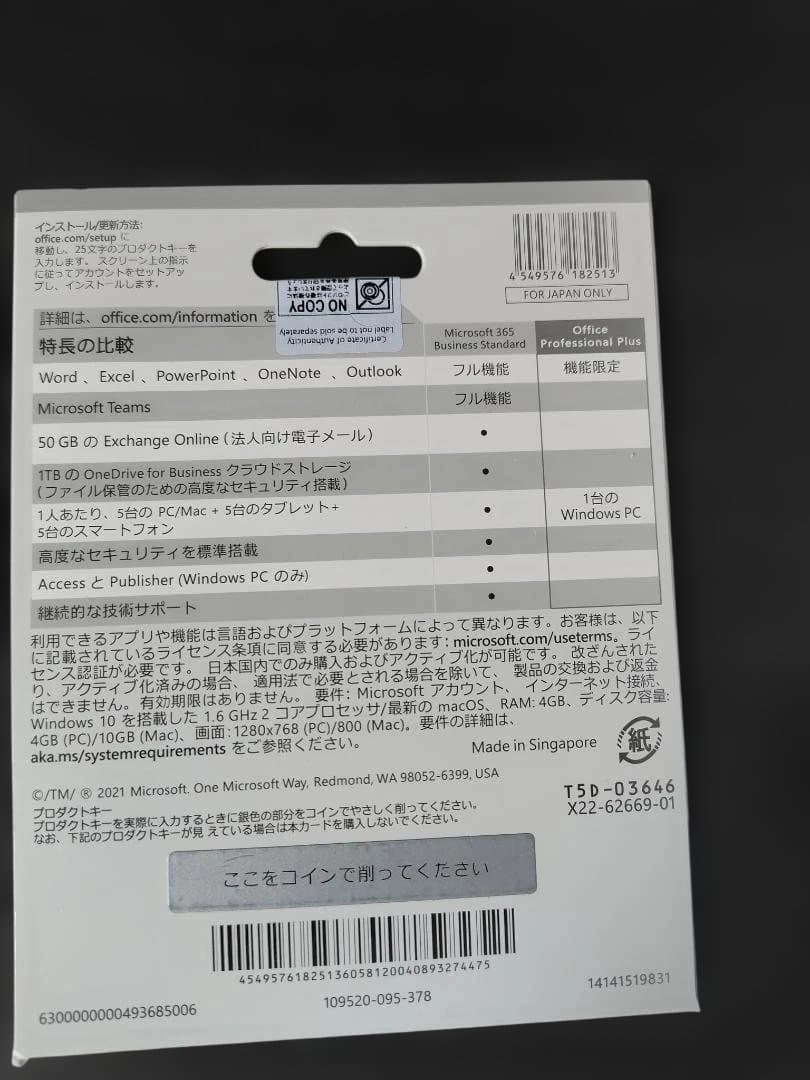 インストール/更新方法:
office.com/setup に
移動し、25文字のプロダクトキーを
入力します。 スクリーン上の指示
に従ってアカウントをセットアッ
プし、インストールします。
4 549576 182513
FOR JAPAN ONLY
NO COPY
Certificate of Authenticity
Label not to be sold separately
詳細は、office.com/information を
特長の比較
Microsoft 365
Business Standard
Office
Professional Plus
Word 、Excel 、PowerPoint 、OneNote 、Outlook
フル機能
機能限定
Microsoft Teams
フル機能
50 GB の Exchange Online (法人向け電子メール)
●
1TB の OneDrive for Business クラウドストレージ
(ファイル保管のための高度なセキュリティ搭載)
●
1人あたり、5台の PC/Mac + 5台のタブレット+
5台のスマートフォン
●
1台の
Windows PC
高度なセキュリティを標準搭載
●
Access と Publisher (Windows PC のみ)
●
継続的な技術サポート
●
利用できるアプリや機能は言語およびプラットフォームによって異なります。お客様は、以下
に記載されているライセンス条項に同意する必要があります: microsoft.com/useterms。ライ
センス認証が必要です。 日本国内でのみ購入およびアクティブ化が可能です。 改ざんされた
り、アクティブ化済みの場合、 適用法で必要とされる場合を除いて、 製品の交換および返金
はできません。有効期限はありません。要件: Microsoft アカウント、 インターネット接続、
Windows 10 を搭載した 1.6 GHz 2 コアプロセッサ/最新の macOS、RAM: 4GB、ディスク容量:
4GB (PC)/10GB (Mac)、画面: 1280x768 (PC)/800 (Mac)。要件の詳細は、
aka.ms/systemrequirements をご参照ください。
Made in Singapore
紙
©/TM/ ® 2021 Microsoft. One Microsoft Way, Redmond, WA 98052-6399, USA
T5D-03646
X22-62669-01
プロダクトキー
プロダクトキーを実際に入力するときに銀色の部分をコインでやさしく削ってください。
なお、下記のプロダクトキーが見えている場合は本カードを購入しないでください。
ここをコインで削ってください
454957618251360581200408932​74475
109520-095-378
14141519831
6300000000493685006